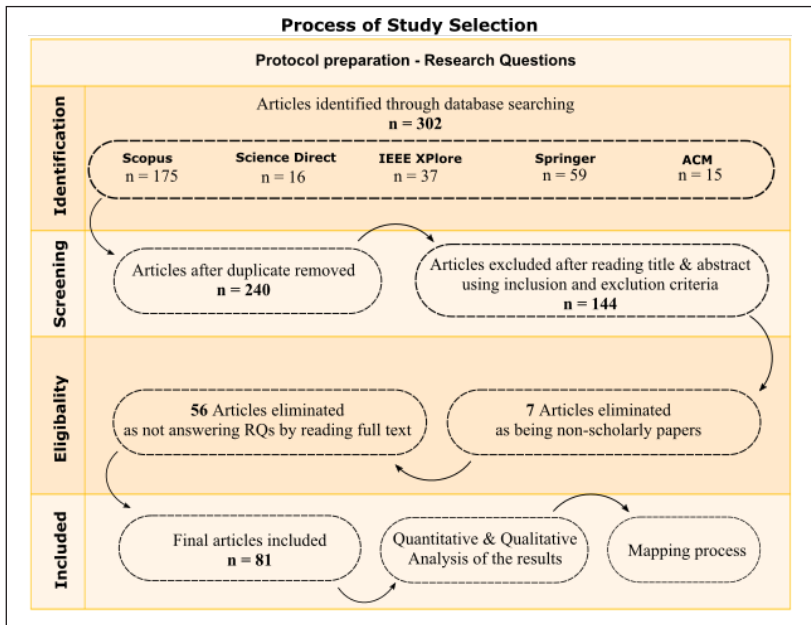 Process of Study Selection
Protocol preparation - Research Questions
Identification
Articles identified through database searching
n = 302
Scopus
n = 175
Science Direct
n = 16
IEEE XPlore
n = 37
Springer
n = 59
ACM
n = 15
Screening
Articles after duplicate removed
n = 240
Articles excluded after reading title & abstract
using inclusion and exclution criteria
n = 144
Eligibality
56 Articles eliminated
as not answering RQs by reading full text
7 Articles eliminated
as being non-scholarly papers
Included
Final articles included
n = 81
Quantitative & Qualitative
Analysis of the results
Mapping process